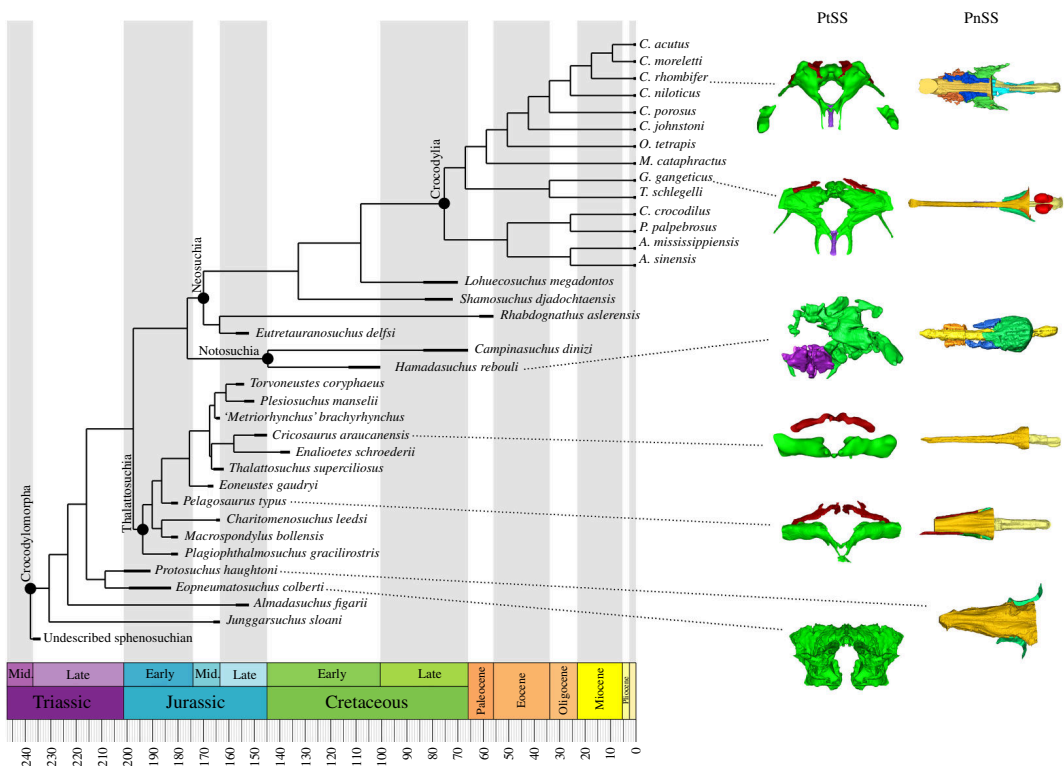 PtSS
PnSS
C. acutus
C. moreletti
C. rhombifer
C. niloticus
C. porosus
C. johnstoni
O. tetrapis
M. cataphractus
G. gangeticus
T. schlegelli
C. crocodilus
P. palpebrosus
A. mississippiensis
A. sinensis
Crocodylia
Lohuecosuchus megadontos
Shamosuchus djadochtaensis
Rhabdognathus aslerensis
Neosuchia
Eutretauranosuchus delfsi
Notosuchia
Campinasuchus dinizi
Hamadasuchus rebouli
Torvoneustes coryphaeus
Plesiosuchus manselii
‘Metriorhynchus’ brachyrhynchus
Cricosaurus araucanensis
Enalioetes schroederii
Thalattosuchus superciliosus
Eoneustes gaudryi
Pelagosaurus typus
Thalattosuchia
Charitomenosuchus leedsi
Macrospondylus bollensis
Plagiophthalmosuchus gracilirostris
Protosuchus haughtoni
Eopneumatosuchus colberti
Crocodylomorpha
Almadasuchus figarii
Junggarsuchus sloani
Undescribed sphenosuchian
Mid. Late Early Mid. Late Early Late
Triassic Jurassic Cretaceous Paleocene Eocene Oligocene Miocene Pliocene
240 230 220 210 200 190 180 170 160 150 140 130 120 110 100 90 80 70 60 50 40 30 20 10 0